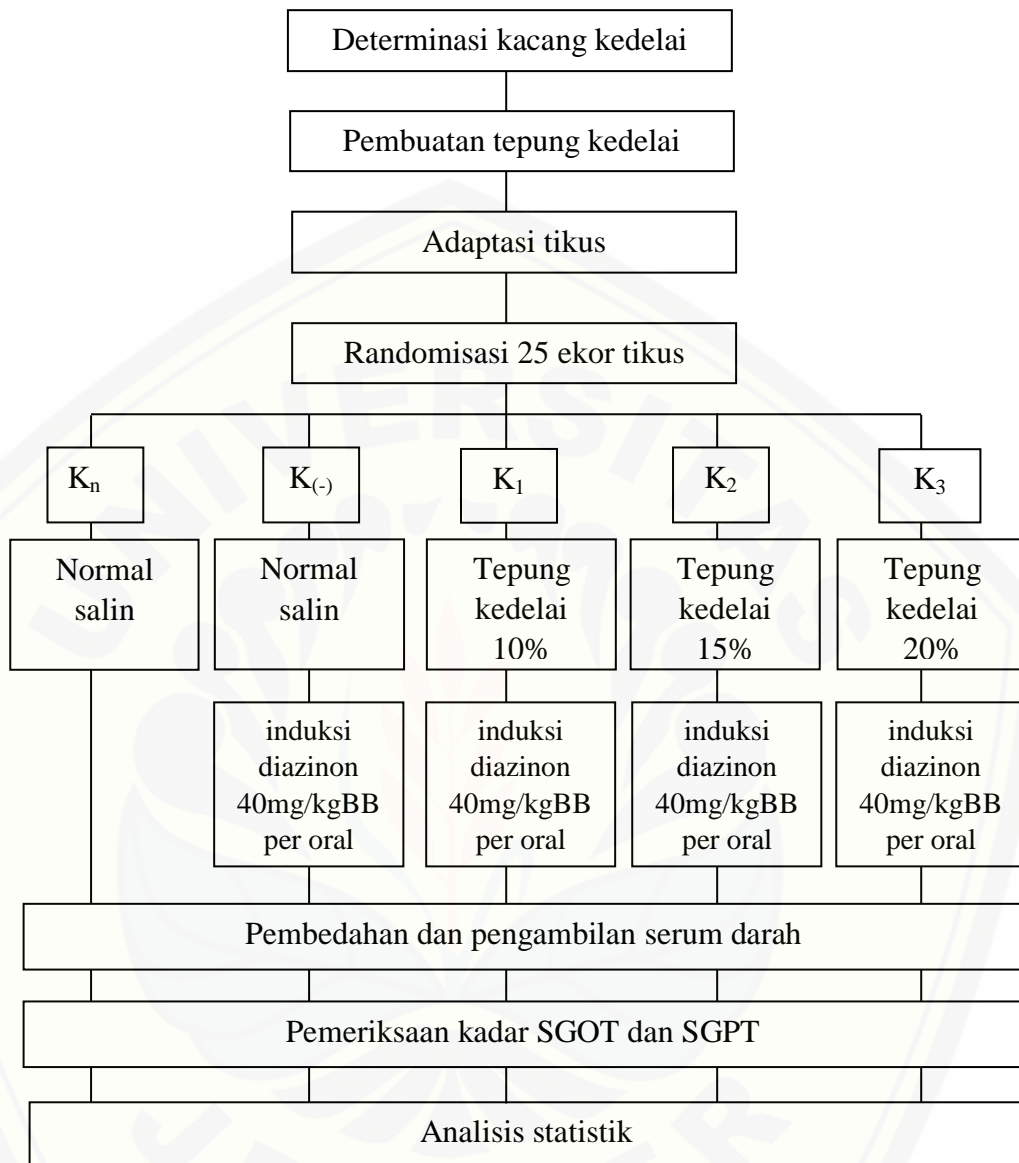 Determinasi kacang kedelai
Pembuatan tepung kedelai
Adaptasi tikus
Randomisasi 25 ekor tikus
Kn
K(-)
K1
K2
K3
Normal
salin
Normal
salin
Tepung
kedelai
10%
Tepung
kedelai
15%
Tepung
kedelai
20%
induksi
diazinon
40mg/kgBB
per oral
induksi
diazinon
40mg/kgBB
per oral
induksi
diazinon
40mg/kgBB
per oral
induksi
diazinon
40mg/kgBB
per oral
Pembedahan dan pengambilan serum darah
Pemeriksaan kadar SGOT dan SGPT
Analisis statistik
UNIVERSITAS